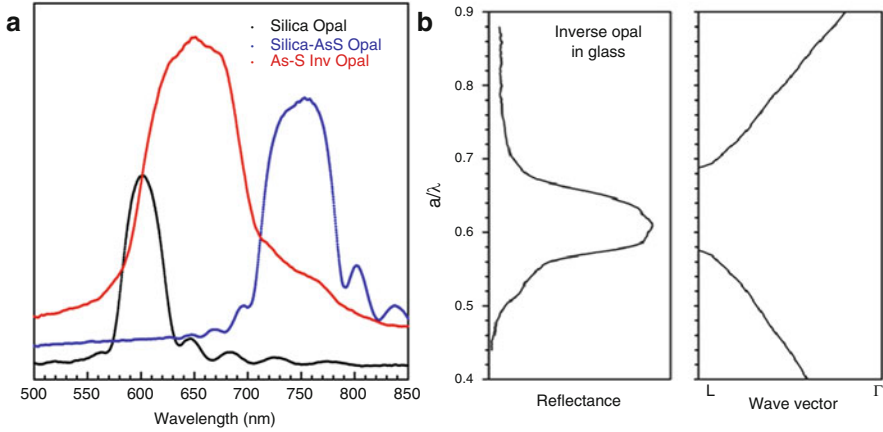 a
Silica Opal
Silica-AsS Opal
As-S Inv Opal
500 550 600 650 700 750 800 850
Wavelength (nm)
b
Inverse opal
in glass
0.9
0.8
0.7
0.6
0.5
0.4
a/λ
Reflectance
L Γ
Wave vector